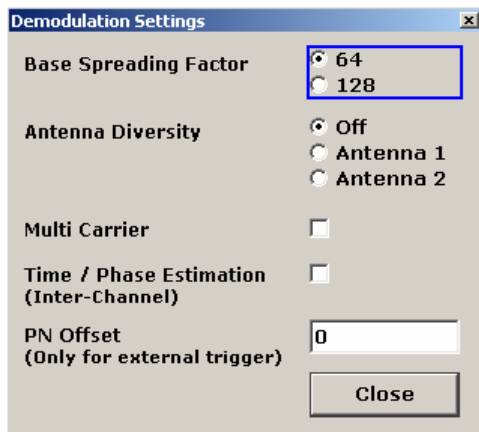 Demodulation Settings
Base Spreading Factor
64
128
Antenna Diversity
Off
Antenna 1
Antenna 2
Multi Carrier
Time / Phase Estimation
(Inter-Channel)
PN Offset
(Only for external trigger)
0
Close